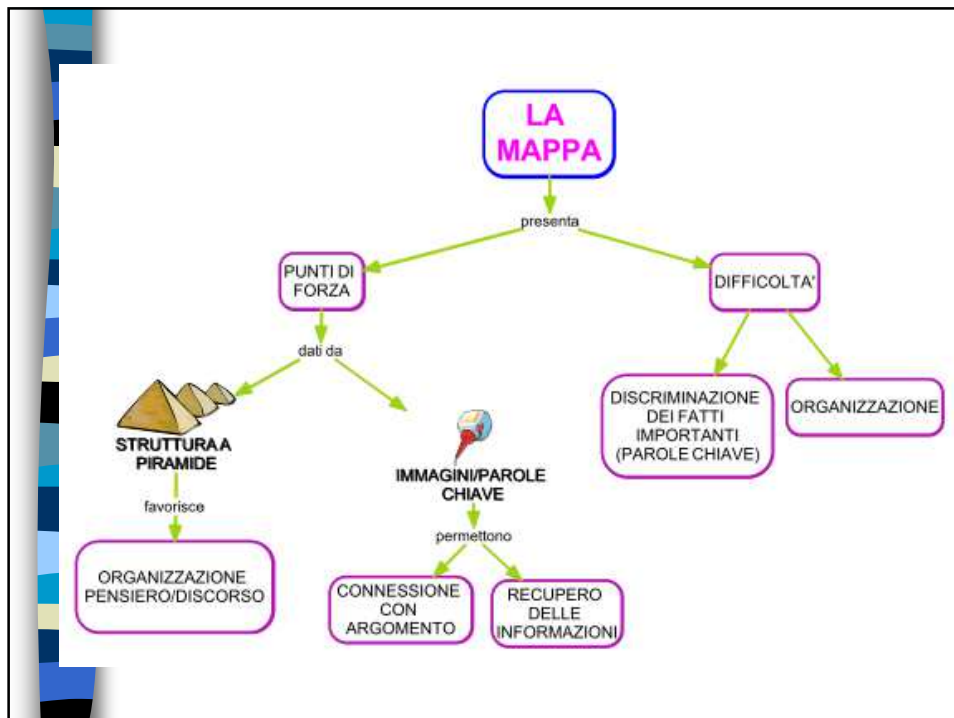 LA
MAPPA
presenta
PUNTI DI
FORZA
DIFFICOLTA'
dati da
STRUTTURA A
PIRAMIDE
IMMAGINI/PAROLE
CHIAVE
DISCRIMINAZIONE
DEI FATTI
IMPORTANTI
(PAROLE CHIAVE)
ORGANIZZAZIONE
favorisce
permettono
ORGANIZZAZIONE
PENSIERO/DISCORSO
CONNESSIONE
CON
ARGOMENTO
RECUPERO
DELLE
INFORMAZIONI